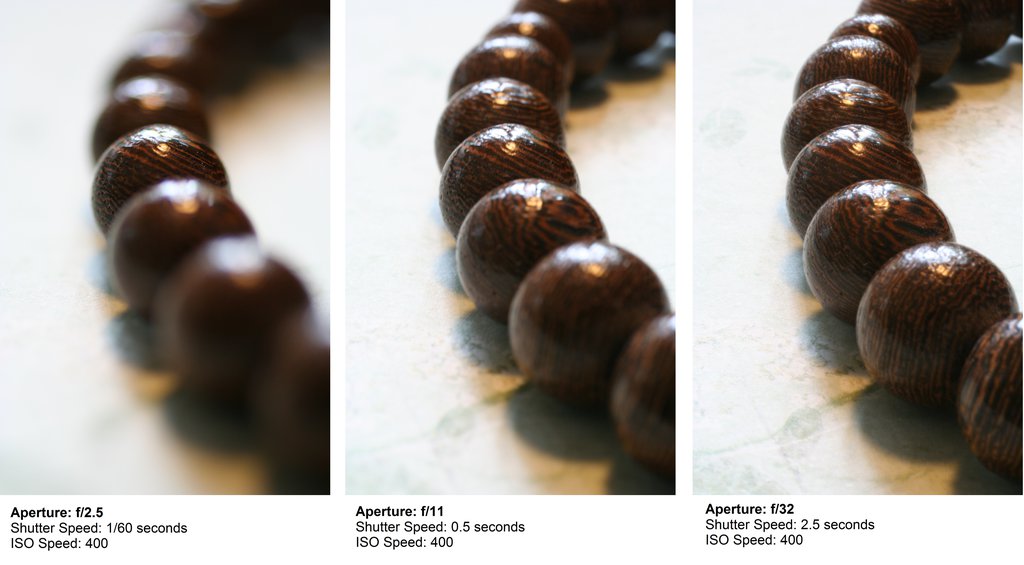 Aperture: f/2.5
Shutter Speed: 1/60 seconds
ISO Speed: 400
Aperture: f/11
Shutter Speed: 0.5 seconds
ISO Speed: 400
Aperture: f/32
Shutter Speed: 2.5 seconds
ISO Speed: 400